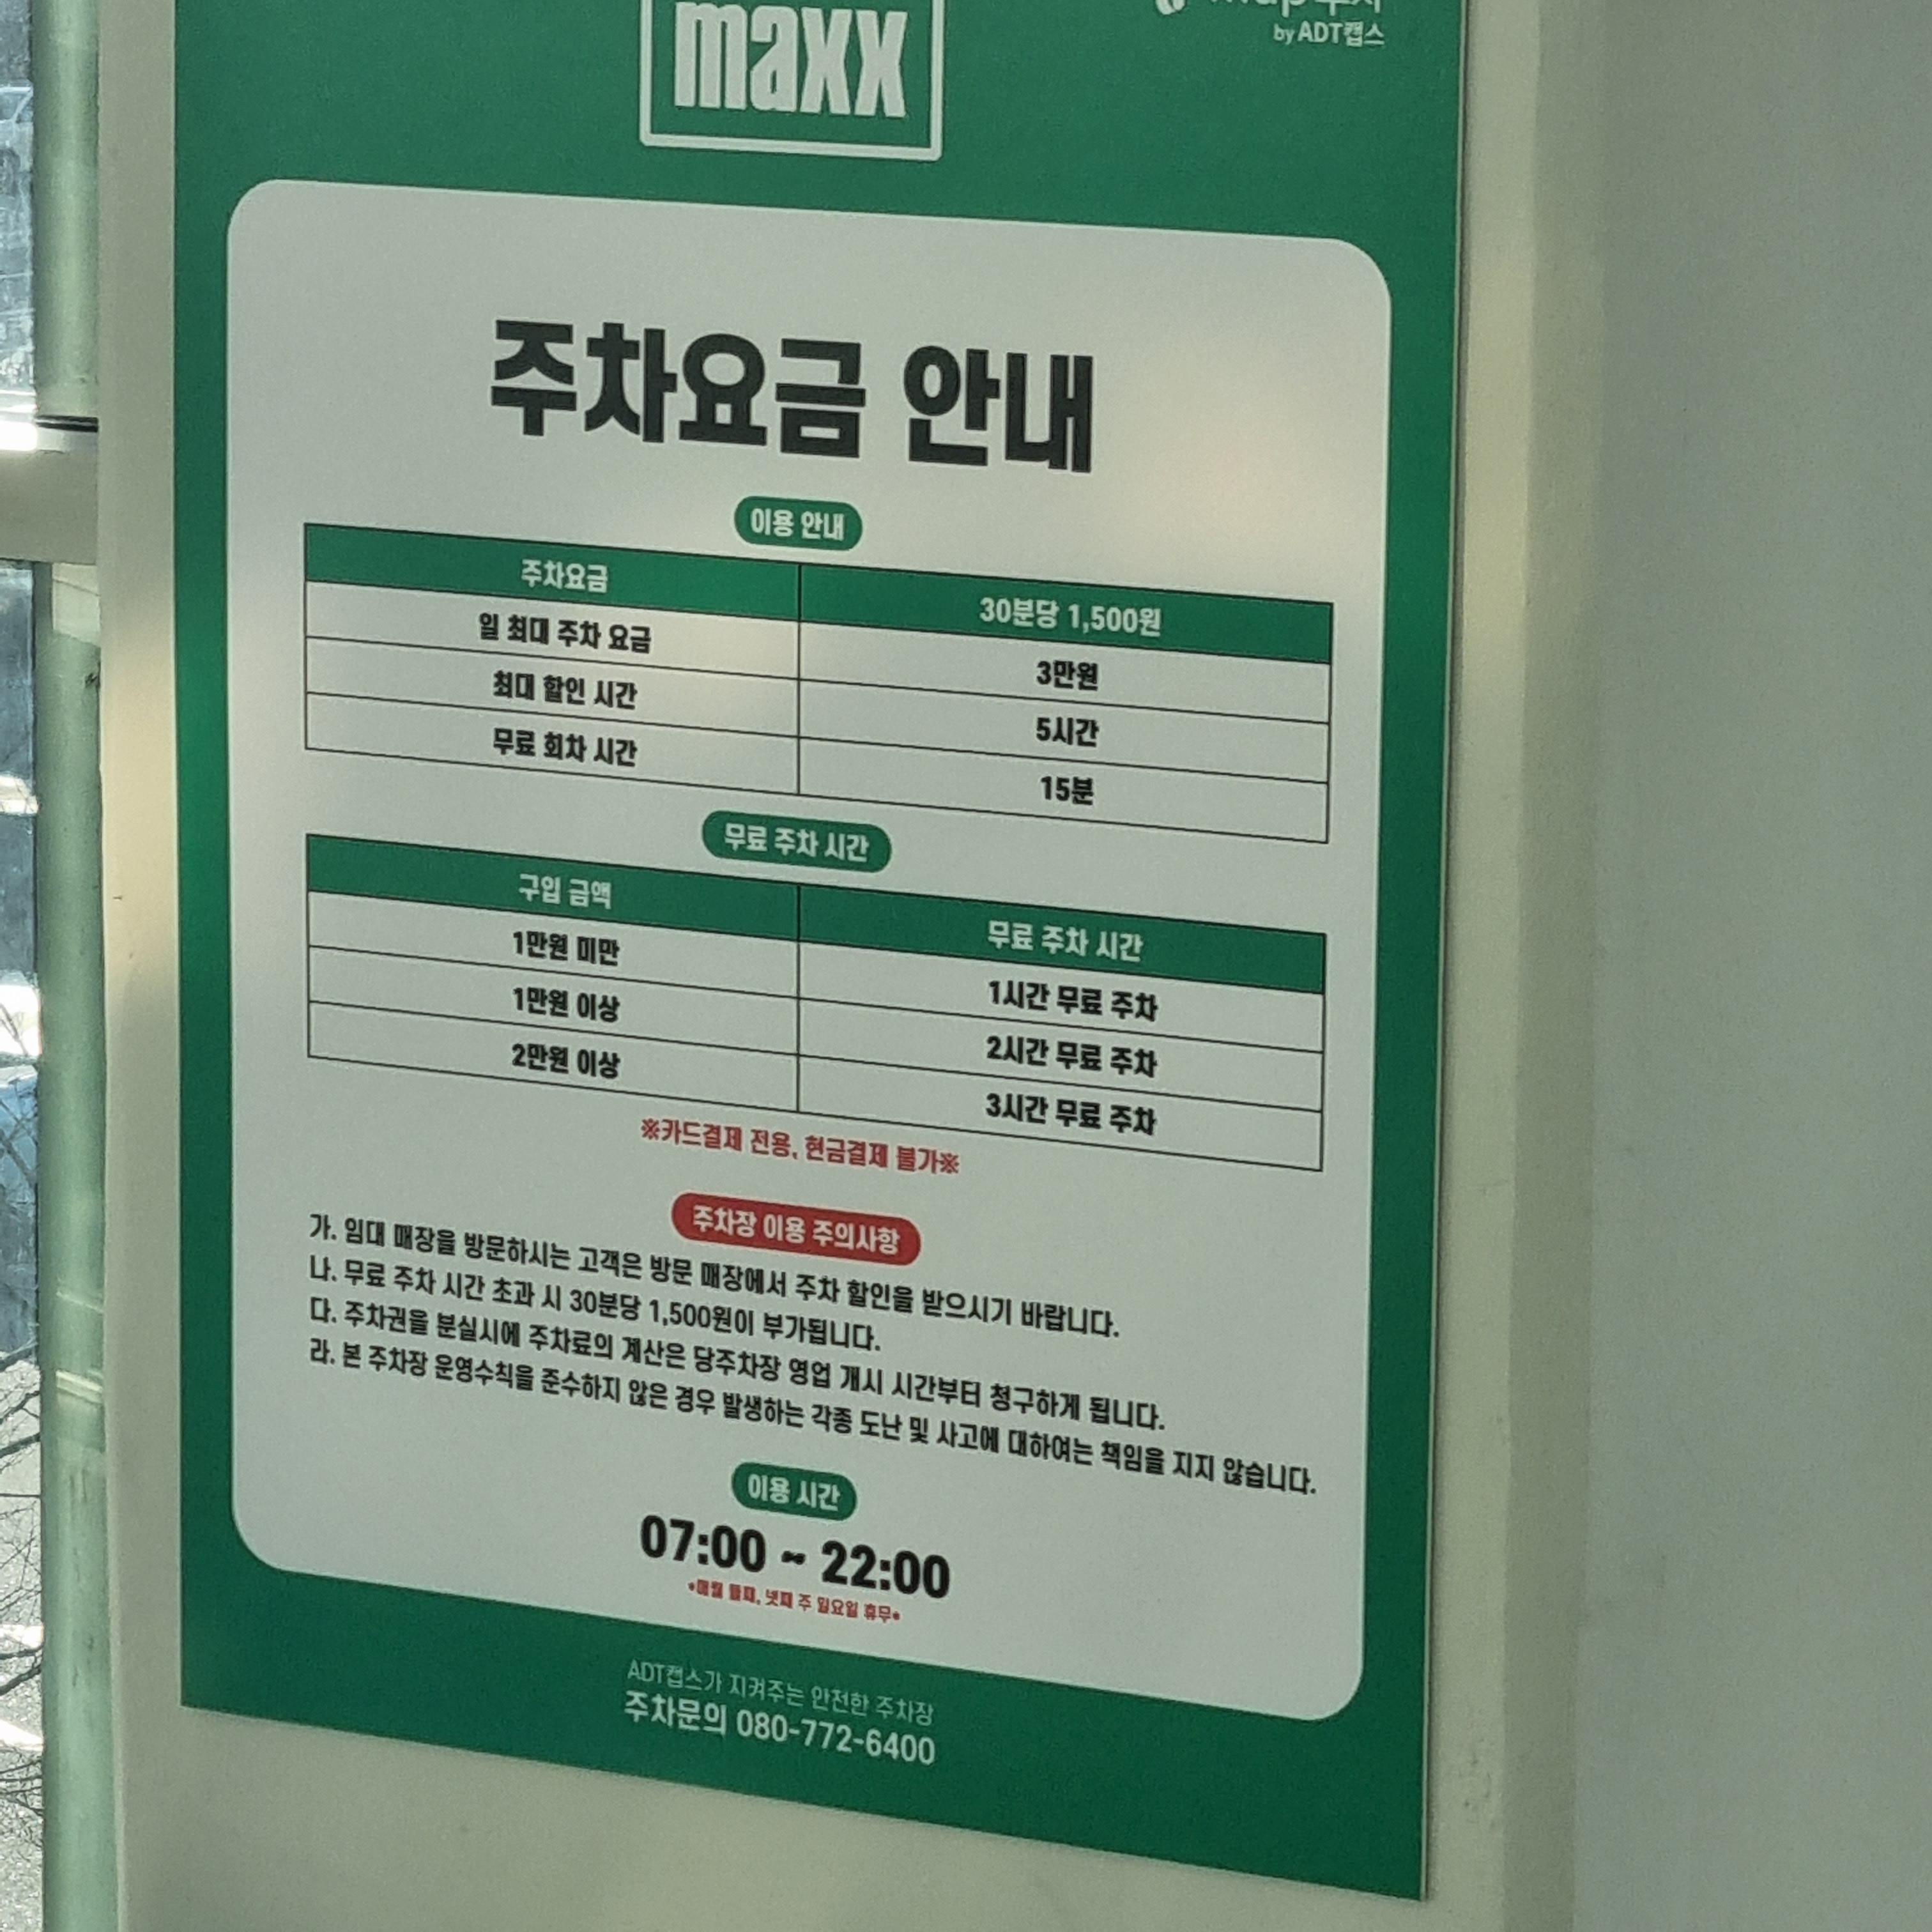 maxx
by ADT캡스
주차요금 안내
이용 안내
주차요금 30분당 1,500원
일 최대 주차 요금 3만원
최대 할인 시간 5시간
무료 회차 시간 15분
무료 주차 시간
구입 금액 무료 주차 시간
1만원 미만 1시간 무료 주차
1만원 이상 2시간 무료 주차
2만원 이상 3시간 무료 주차
※카드결제 전용, 현금결제 불가※
주차장 이용 주의사항
가. 임대 매장을 방문하시는 고객은 방문 매장에서 주차 할인을 받으시기 바랍니다.
나. 무료 주차 시간 초과 시 30분당 1,500원이 부가됩니다.
다. 주차권을 분실시에 주차료의 계산은 당주차장 영업 개시 시간부터 청구하게 됩니다.
라. 본 주차장 운영수칙을 준수하지 않은 경우 발생하는 각종 도난 및 사고에 대하여는 책임을 지지 않습니다.
이용 시간
07:00 ~ 22:00
*매월 둘째, 넷째 주 일요일 휴무*
ADT캡스가 지켜주는 안전한 주차장
주차문의 080-772-6400